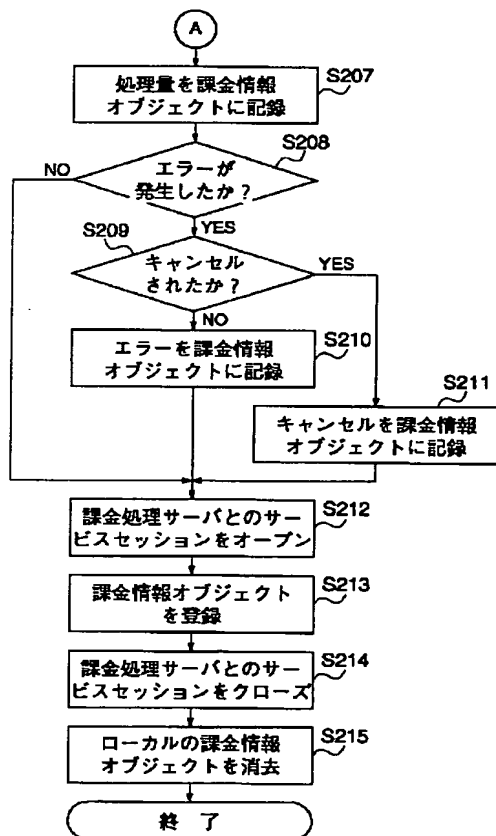 A
処理量を課金情報
オブジェクトに記録
S207
S208
エラーが
発生したか？
NO
YES
S209
キャンセル
されたか？
YES
NO
S210
エラーを課金情報
オブジェクトに記録
S211
キャンセルを課金情報
オブジェクトに記録
課金処理サーバとのサー
ビスセッションをオープン
S212
課金情報オブジェクト
を登録
S213
課金処理サーバとのサー
ビスセッションをクローズ
S214
ローカルの課金情報
オブジェクトを消去
S215
終了